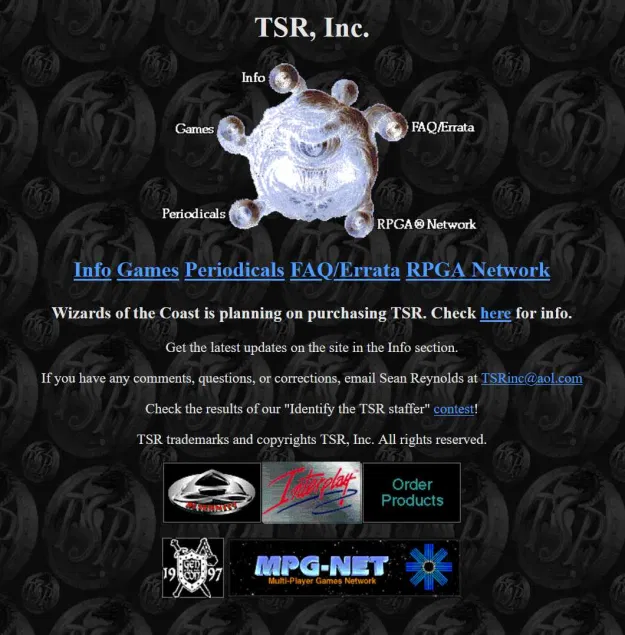 TSR, Inc.
Info
Games
FAQ/Errata
Periodicals
RPGA® Network
Info Games Periodicals FAQ/Errata RPGA Network
Wizards of the Coast is planning on purchasing TSR. Check here for info.
Get the latest updates on the site in the Info section.
If you have any comments, questions, or corrections, email Sean Reynolds at TSRinc@aol.com
Check the results of our "Identify the TSR staffer" contest!
TSR trademarks and copyrights TSR, Inc. All rights reserved.
ALTERNITY
Interplay
Order
Products
GEN
CON
19 97
MPG-NET
Multi-Player Games Network